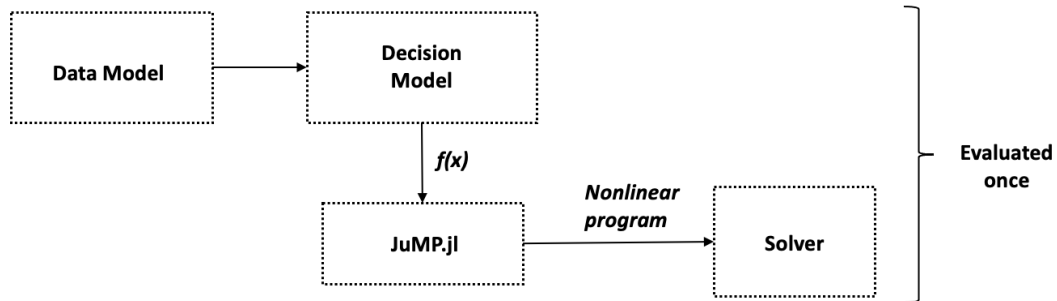 Data Model
Decision
Model
f(x)
Nonlinear
program
JuMP.jl
Solver
Evaluated
once